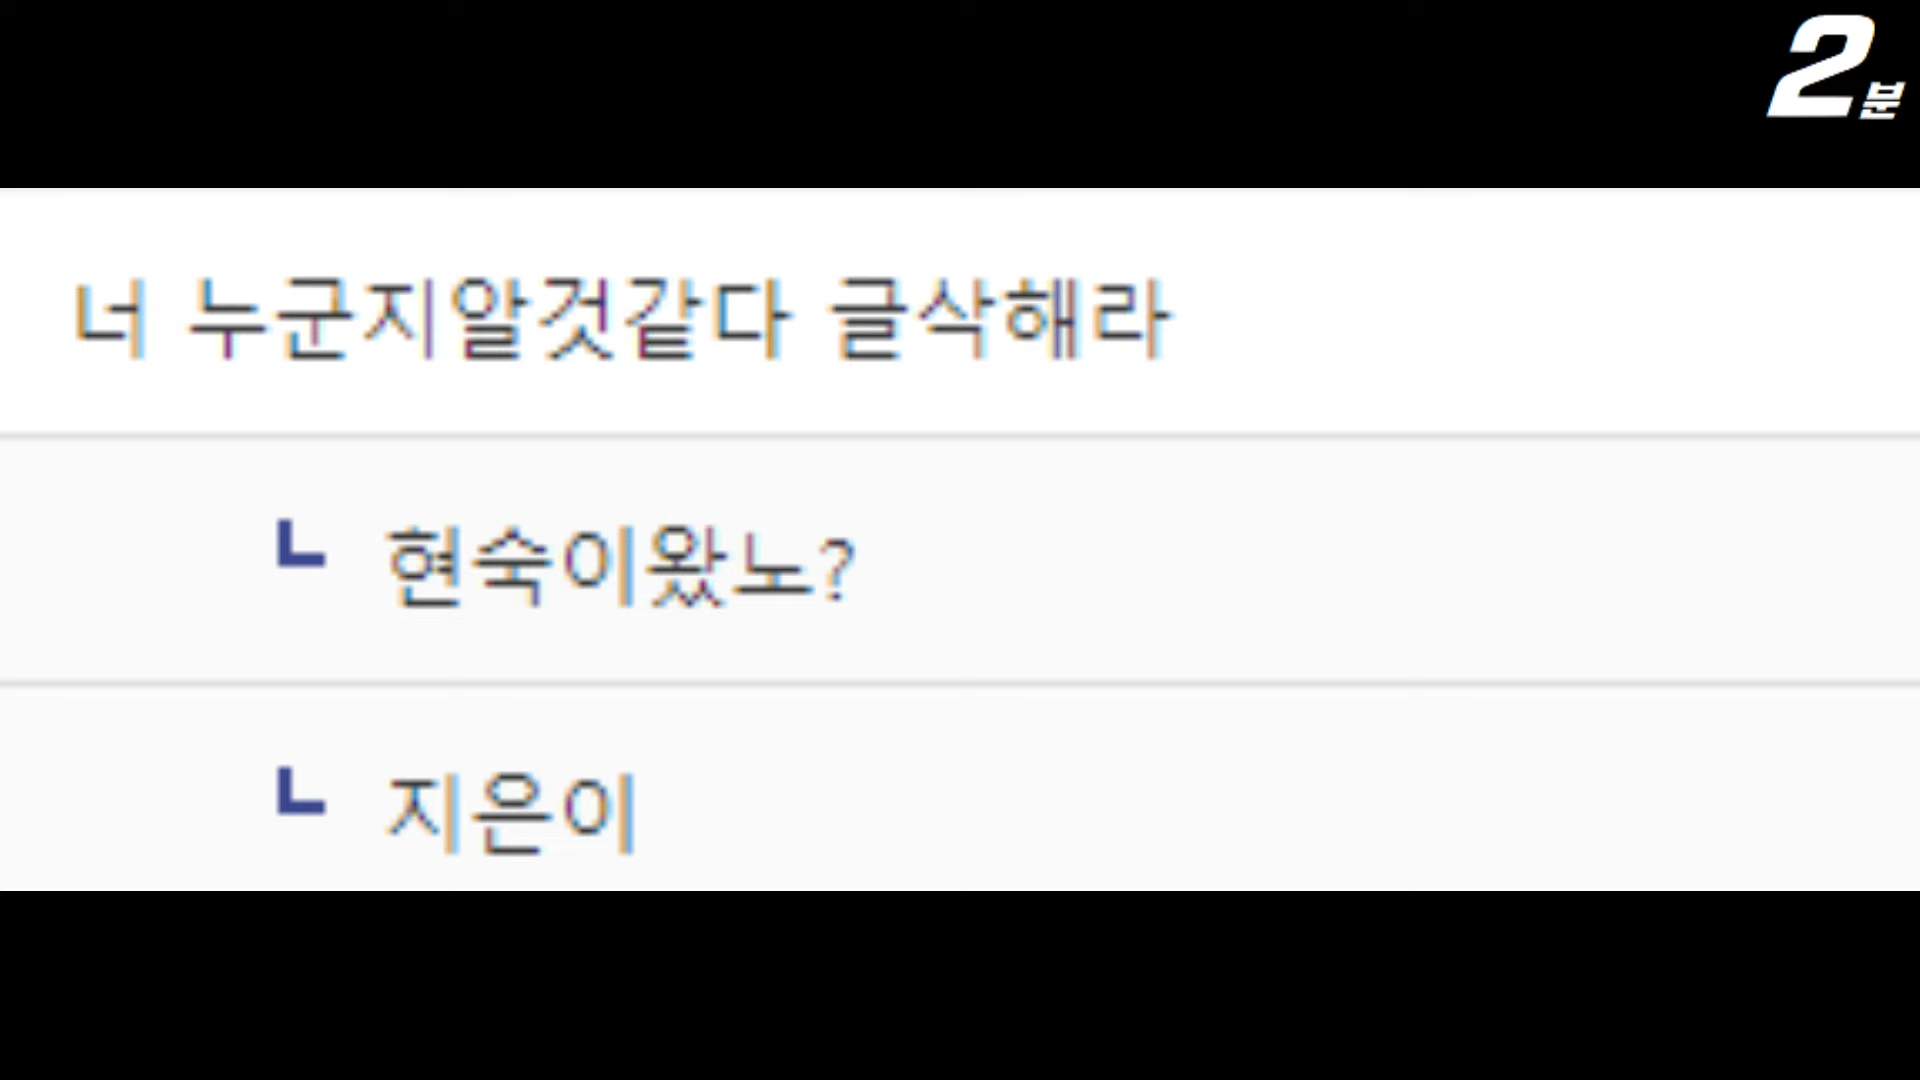 2분
너 누군지알것같다 글삭해라
ㄴ 현숙이왔노?
ㄴ 지은이